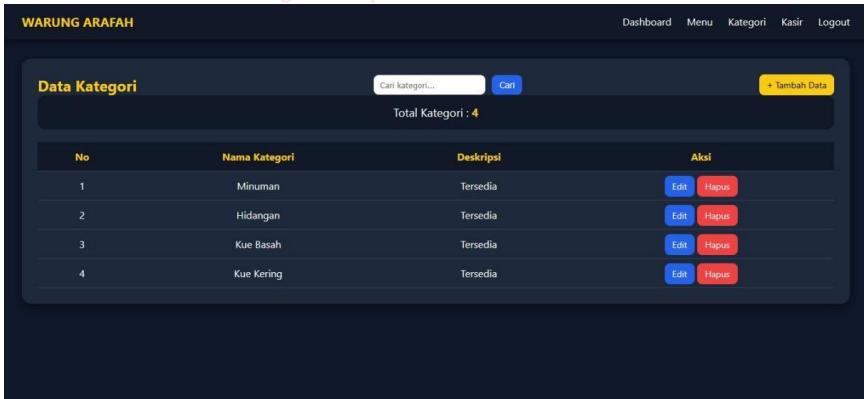 WARUNG ARAFAH Dashboard Menu Kategori Kasir Logout
Data Kategori Cari kategori... Cari + Tambah Data
Total Kategori : 4
No Nama Kategori Deskripsi Aksi
1 Minuman Tersedia Edit Hapus
2 Hidangan Tersedia Edit Hapus
3 Kue Basah Tersedia Edit Hapus
4 Kue Kering Tersedia Edit Hapus